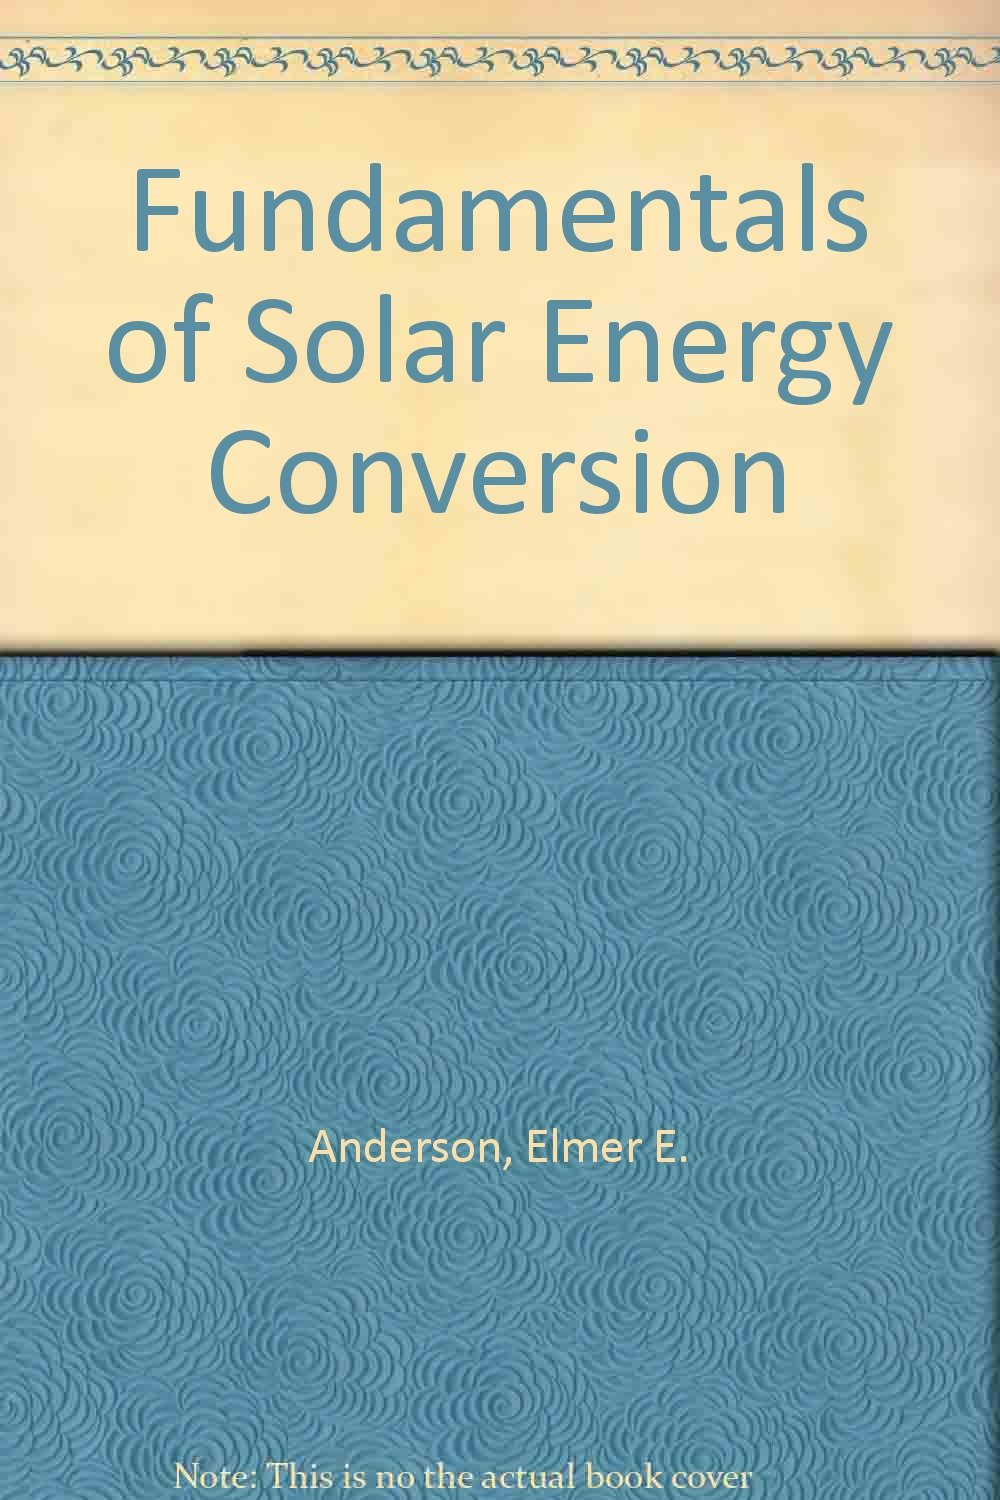 Fundamentals
of Solar Energy
Conversion
Anderson, Elmer E.
Note: This is no the actual book cover